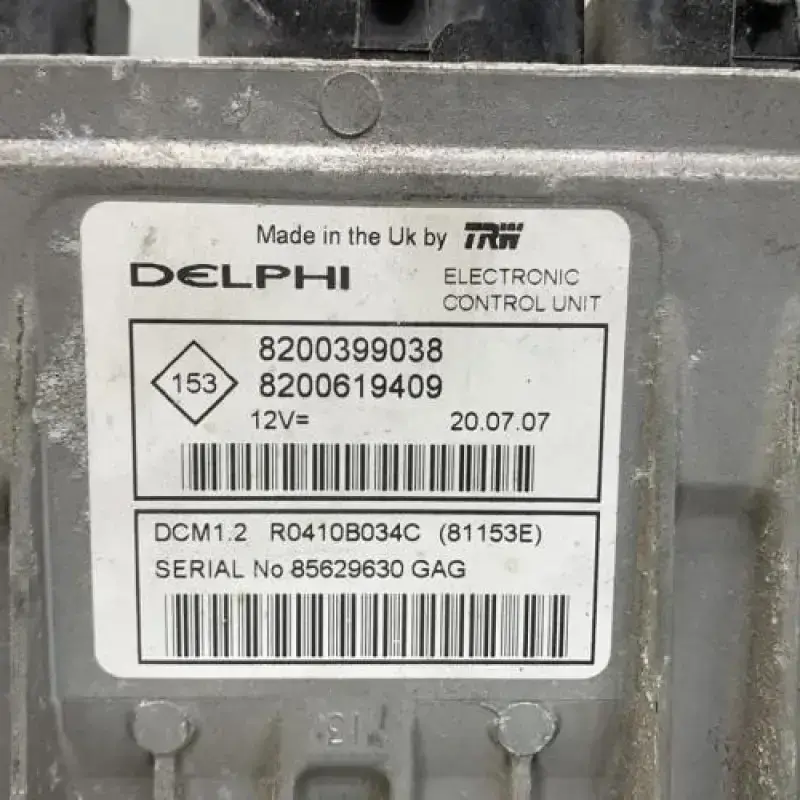 Made in the Uk by TRW
DELPHI
ELECTRONIC
CONTROL UNIT
8200399038
153
8200619409
12V= 20.07.07
DCM1.2 R0410B034C (81153E)
SERIAL No 85629630 GAG